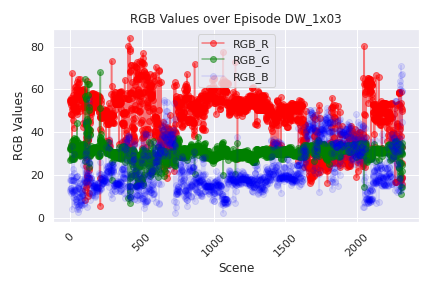 RGB Values over Episode DW_1x03
RGB Values
80
60
40
20
0
RGB_R
RGB_G
RGB_B
0
500
1000
1500
2000
Scene